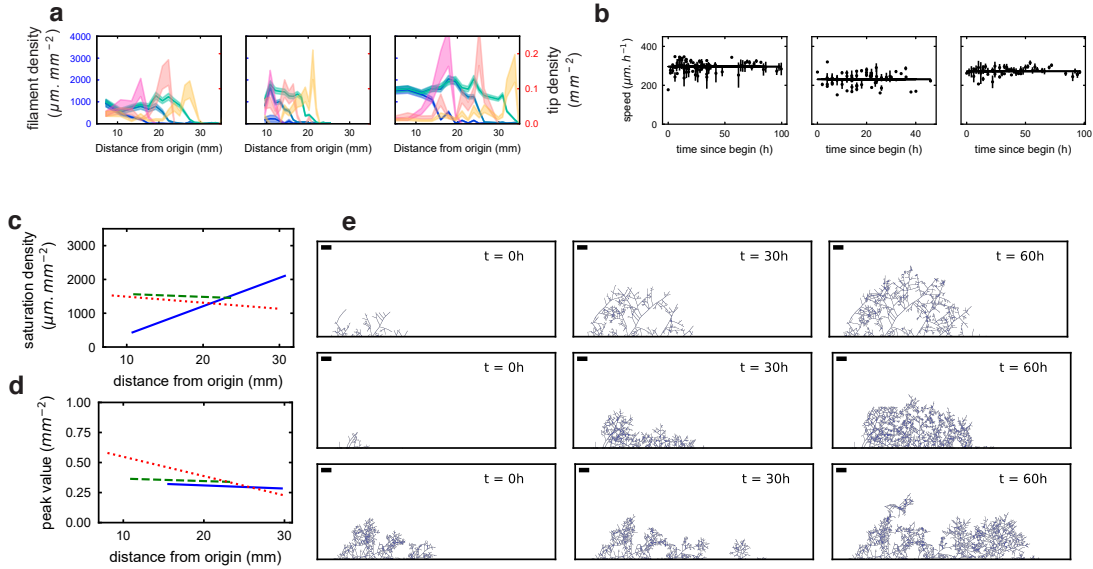 a
filament density
(μm. mm⁻²)
4000
3000
2000
1000
0
10 20 30
Distance from origin (mm)
10 20 30
Distance from origin (mm)
10 20 30
Distance from origin (mm)
0.2
0.1
0.0
tip density
(mm⁻²)
b
speed (μm. h⁻¹)
400
200
0
0 50 100
time since begin (h)
0 20 40
time since begin (h)
0 50 100
time since begin (h)
c
saturation density
(μm. mm⁻²)
3000
2000
1000
0
10 20 30
distance from origin (mm)
d
peak value (mm⁻²)
1.00
0.75
0.50
0.25
0.00
10 20 30
distance from origin (mm)
e
t = 0h
t = 30h
t = 60h
t = 0h
t = 30h
t = 60h
t = 0h
t = 30h
t = 60h